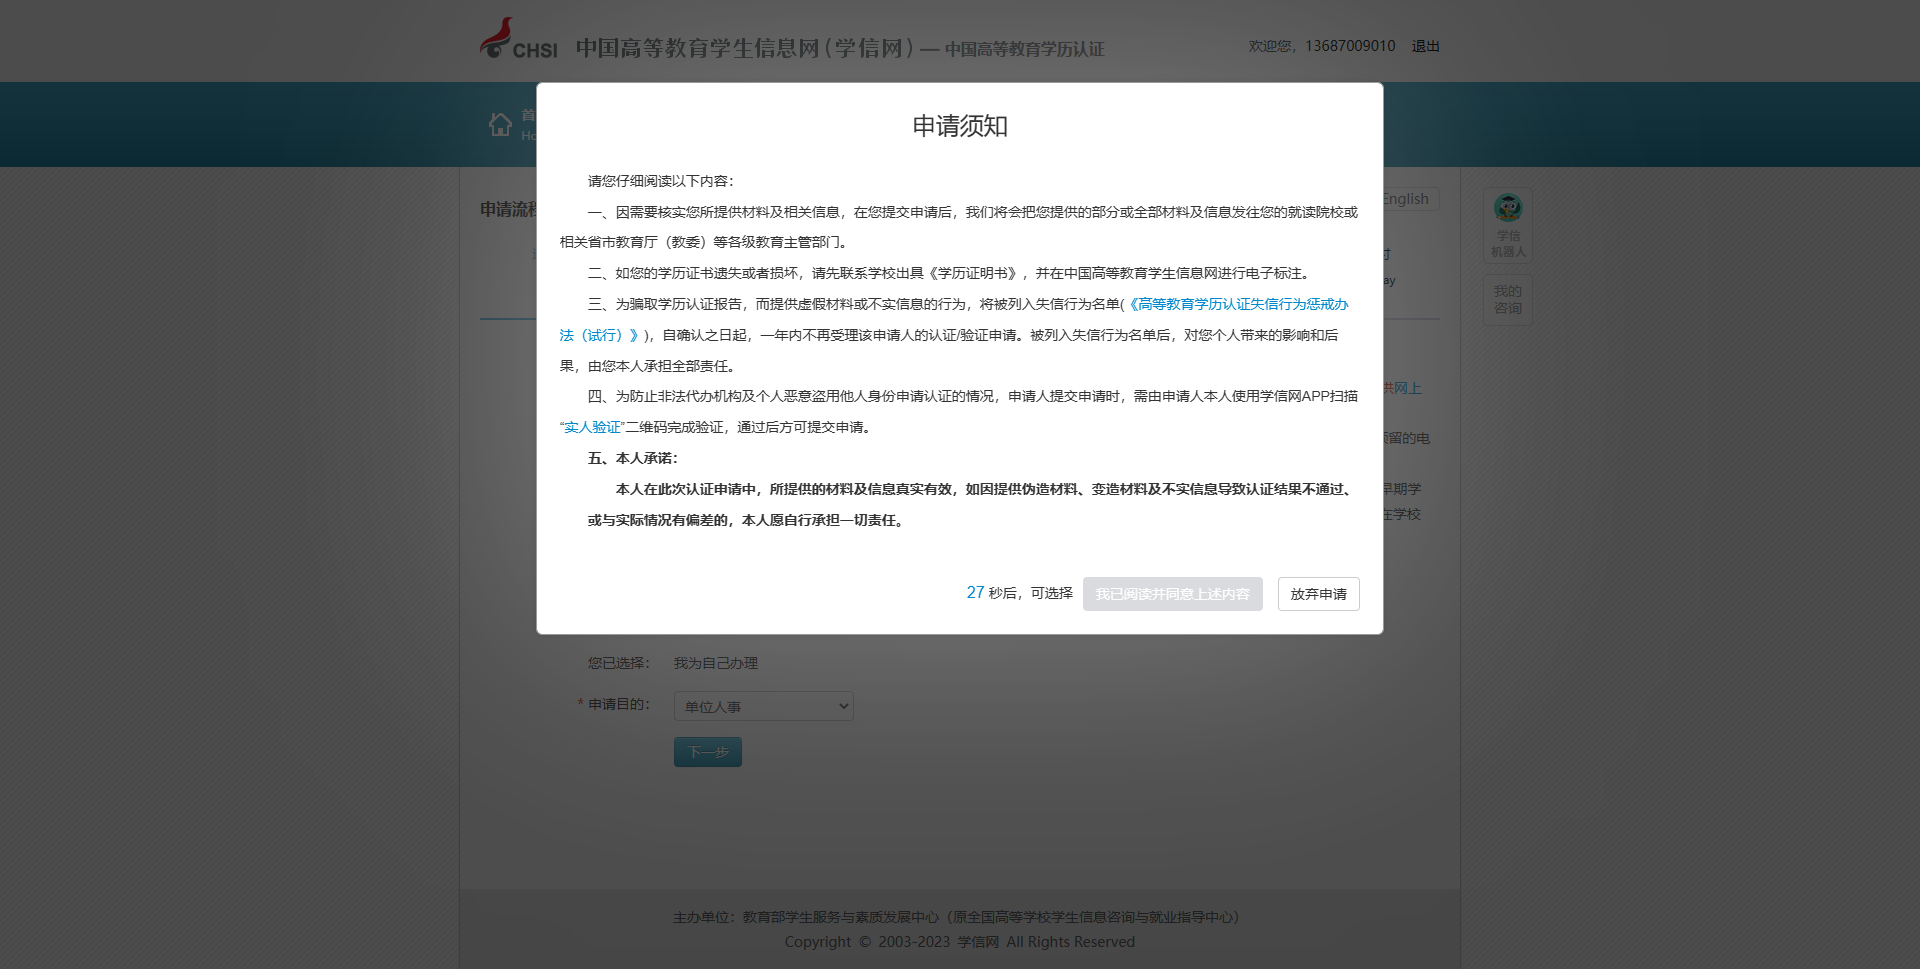 CHSI 中国高等教育学生信息网(学信网)— 中国高等教育学历认证
欢迎您，13687009010 退出
首
Ho
申请须知
请您仔细阅读以下内容：
一、因需要核实您所提供材料及相关信息，在您提交申请后，我们将会把您提供的部分或全部材料及信息发往您的就读院校或
相关省市教育厅（教委）等各级教育主管部门。
二、如您的学历证书遗失或者损坏，请先联系学校出具《学历证明书》，并在中国高等教育学生信息网进行电子标注。
三、为骗取学历认证报告，而提供虚假材料或不实信息的行为，将被列入失信行为名单(《高等教育学历认证失信行为惩戒办
法（试行）》)，自确认之日起，一年内不再受理该申请人的认证/验证申请。被列入失信行为名单后，对您个人带来的影响和后
果，由您本人承担全部责任。
四、为防止非法代办机构及个人恶意盗用他人身份申请认证的情况，申请人提交申请时，需由申请人本人使用学信网APP扫描
“实人验证”二维码完成验证，通过后方可提交申请。
五、本人承诺：
本人在此次认证申请中，所提供的材料及信息真实有效，如因提供伪造材料、变造材料及不实信息导致认证结果不通过、
或与实际情况有偏差的，本人愿自行承担一切责任。
27 秒后，可选择 我已阅读并同意上述内容 放弃申请
申请流程
English
付
ay
供网上
预留的电
早期学
在学校
学信
机器人
我的
咨询
您已选择： 我为自己办理
* 申请目的： 单位人事
下一步
主办单位：教育部学生服务与素质发展中心（原全国高等学校学生信息咨询与就业指导中心）
Copyright © 2003-2023 学信网 All Rights Reserved